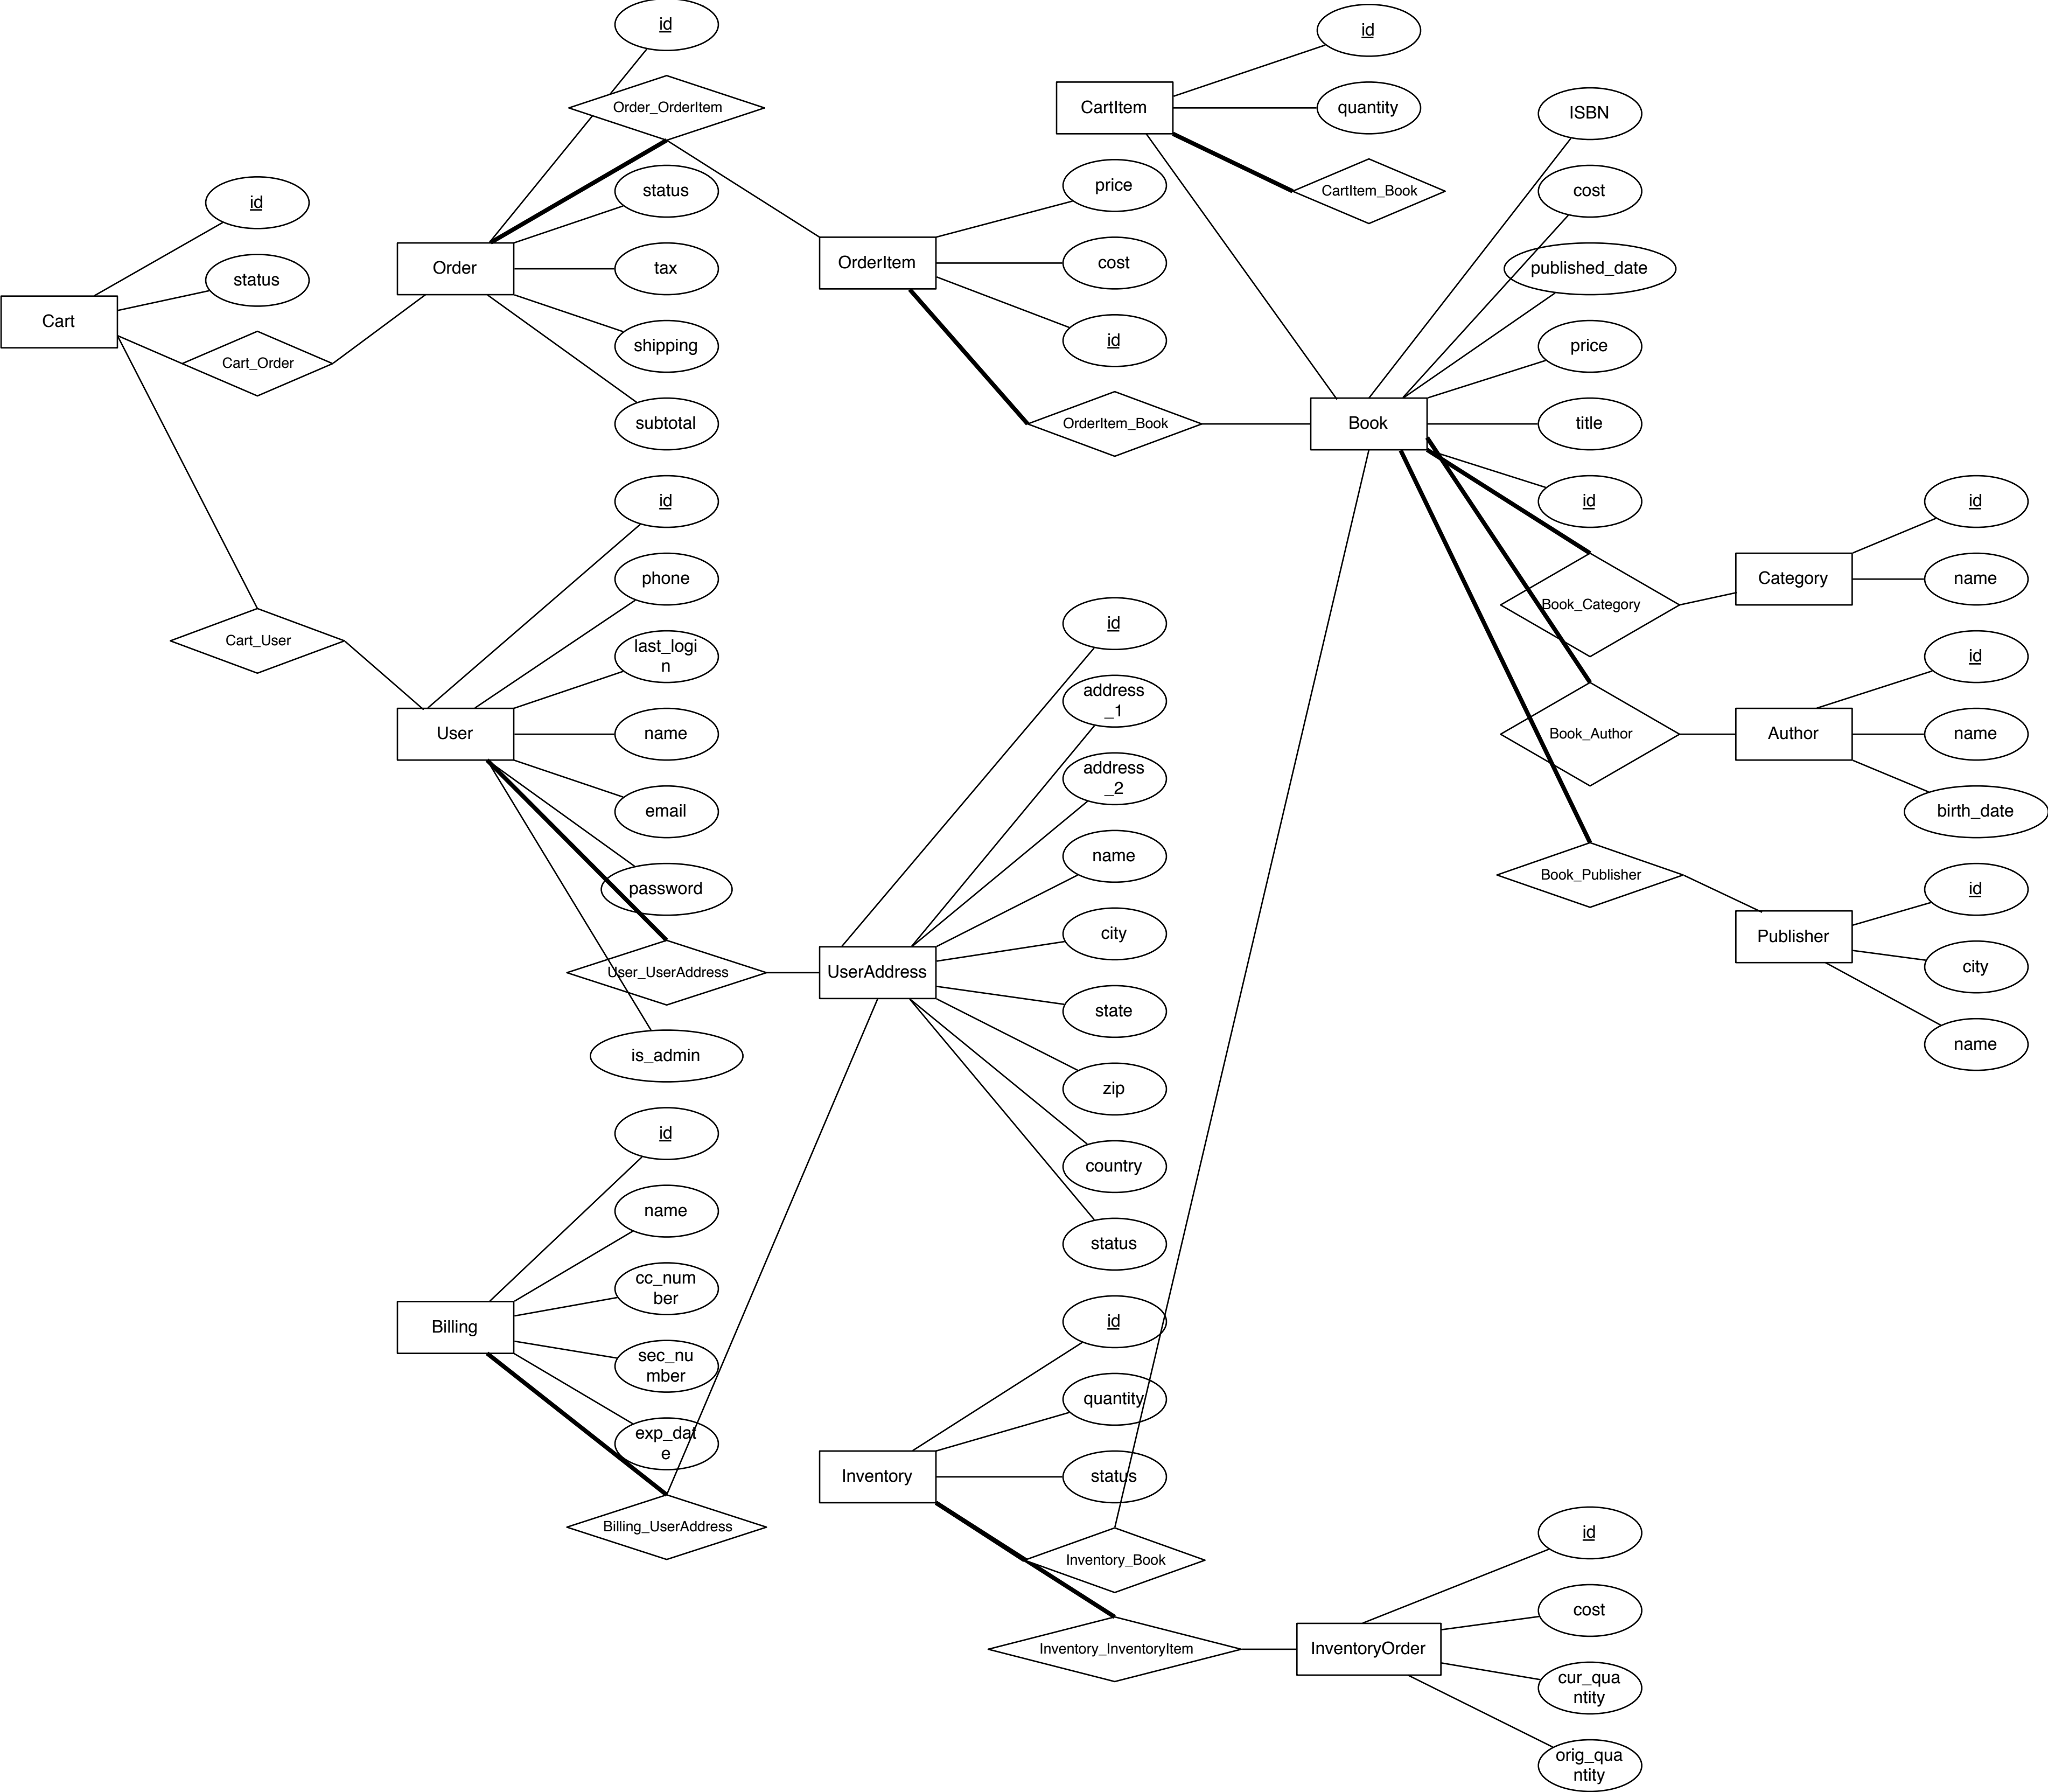 id
Order_OrderItem
status
tax
shipping
subtotal
Order
id
status
Cart
Cart_Order
Cart_User
id
quantity
CartItem
CartItem_Book
price
cost
id
OrderItem
OrderItem_Book
ISBN
cost
published_date
price
title
id
Book
Book_Category
Book_Author
Book_Publisher
id
name
Category
id
name
birth_date
Author
id
city
name
Publisher
id
phone
last_logi
n
name
email
password
is_admin
User
User_UserAddress
id
address
_1
address
_2
name
city
state
zip
country
status
UserAddress
id
name
cc_num
ber
sec_nu
mber
exp_dat
e
Billing
Billing_UserAddress
id
quantity
status
Inventory
Inventory_Book
Inventory_InventoryItem
id
cost
cur_qua
ntity
orig_qua
ntity
InventoryOrder